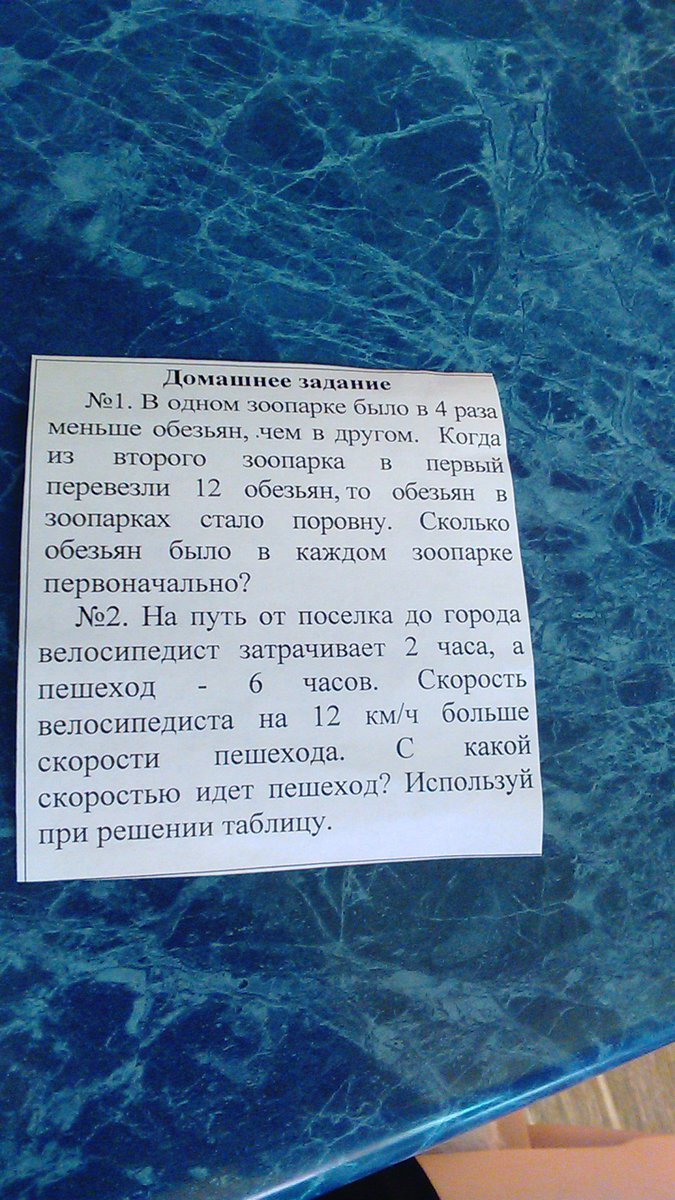 Домашнее задание
№1. В одном зоопарке было в 4 раза
меньше обезьян, .чем в другом. Когда
из второго зоопарка в первый
перевезли 12 обезьян, то обезьян в
зоопарках стало поровну. Сколько
обезьян было в каждом зоопарке
первоначально?
№2. На путь от поселка до города
велосипедист затрачивает 2 часа, а
пешеход - 6 часов. Скорость
велосипедиста на 12 км/ч больше
скорости пешехода. С какой
скоростью идет пешеход? Используй
при решении таблицу.